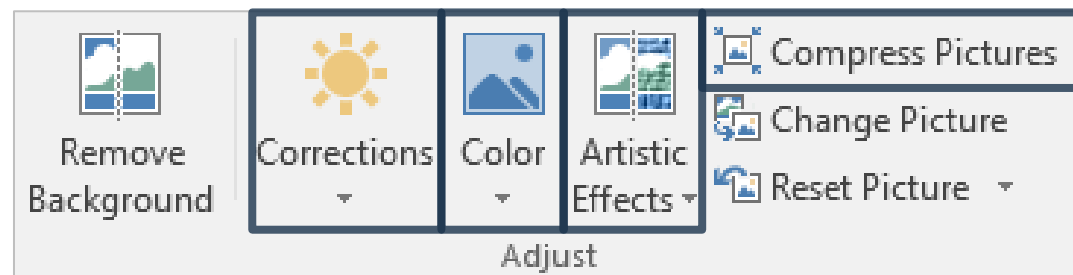 Remove
Background
Corrections
Color
Artistic
Effects
Compress Pictures
Change Picture
Reset Picture
Adjust